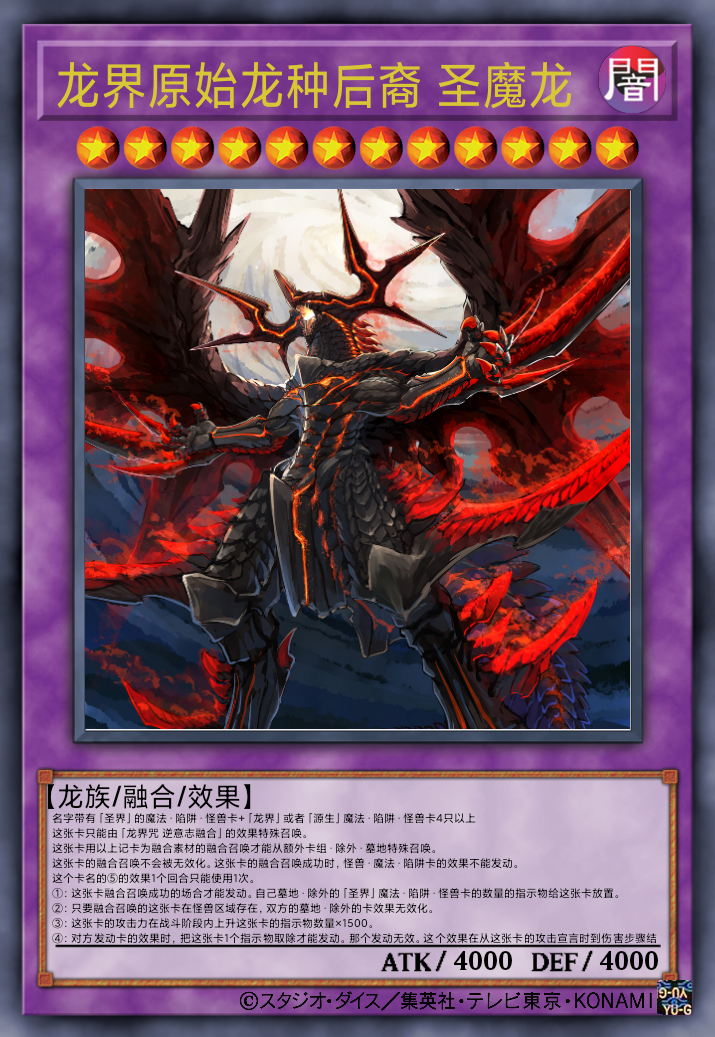 龙界原始龙种后裔 圣魔龙
闇
【龙族/融合/效果】
名字带有「圣界」的魔法·陷阱·怪兽卡+「龙界」或者「源生」魔法·陷阱·怪兽卡4只以上
这张卡只能由「龙界咒 逆意志融合」的效果特殊召唤。
这张卡用以上记卡为融合素材的融合召唤才能从额外卡组·除外·墓地特殊召唤。
这张卡的融合召唤不会被无效化。这张卡的融合召唤成功时，怪兽·魔法·陷阱卡的效果不能发动。
这个卡名的⑤的效果1个回合只能使用1次。
①：这张卡融合召唤成功的场合才能发动。自己墓地·除外的「圣界」魔法·陷阱·怪兽卡的数量的指示物给这张卡放置。
②：只要融合召唤的这张卡在怪兽区域存在，双方的墓地·除外的卡效果无效化。
③：这张卡的攻击力在战斗阶段内上升这张卡的指示物数量×1500。
④：对方发动卡的效果时，把这张卡1个指示物取除才能发动。那个发动无效。这个效果在从这张卡的攻击宣言时到伤害步骤结
ATK/ 4000 DEF/ 4000
©スタジオ・ダイス／集英社・テレビ東京・KONAMI
YU-G
YU-G